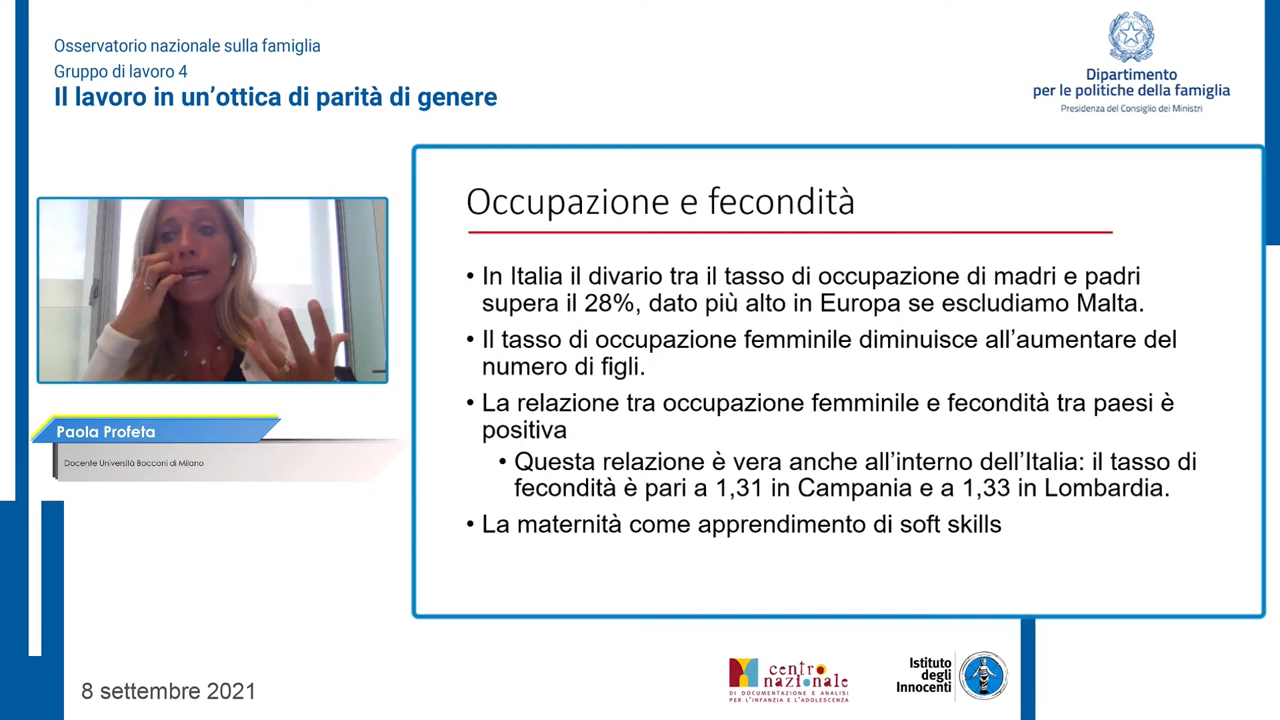 Osservatorio nazionale sulla famiglia
Gruppo di lavoro 4
Il lavoro in un’ottica di parità di genere
Dipartimento
per le politiche della famiglia
Presidenza del Consiglio dei Ministri
Occupazione e fecondità
• In Italia il divario tra il tasso di occupazione di madri e padri
supera il 28%, dato più alto in Europa se escludiamo Malta.
• Il tasso di occupazione femminile diminuisce all’aumentare del
numero di figli.
• La relazione tra occupazione femminile e fecondità tra paesi è
positiva
• Questa relazione è vera anche all’interno dell’Italia: il tasso di
fecondità è pari a 1,31 in Campania e a 1,33 in Lombardia.
• La maternità come apprendimento di soft skills
Paola Profeta
Docente Università Bocconi di Milano
8 settembre 2021
centro
nazionale
DI DOCUMENTAZIONE E ANALISI
PER L'INFANZIA E L'ADOLESCENZA
Istituto
degli
Innocenti